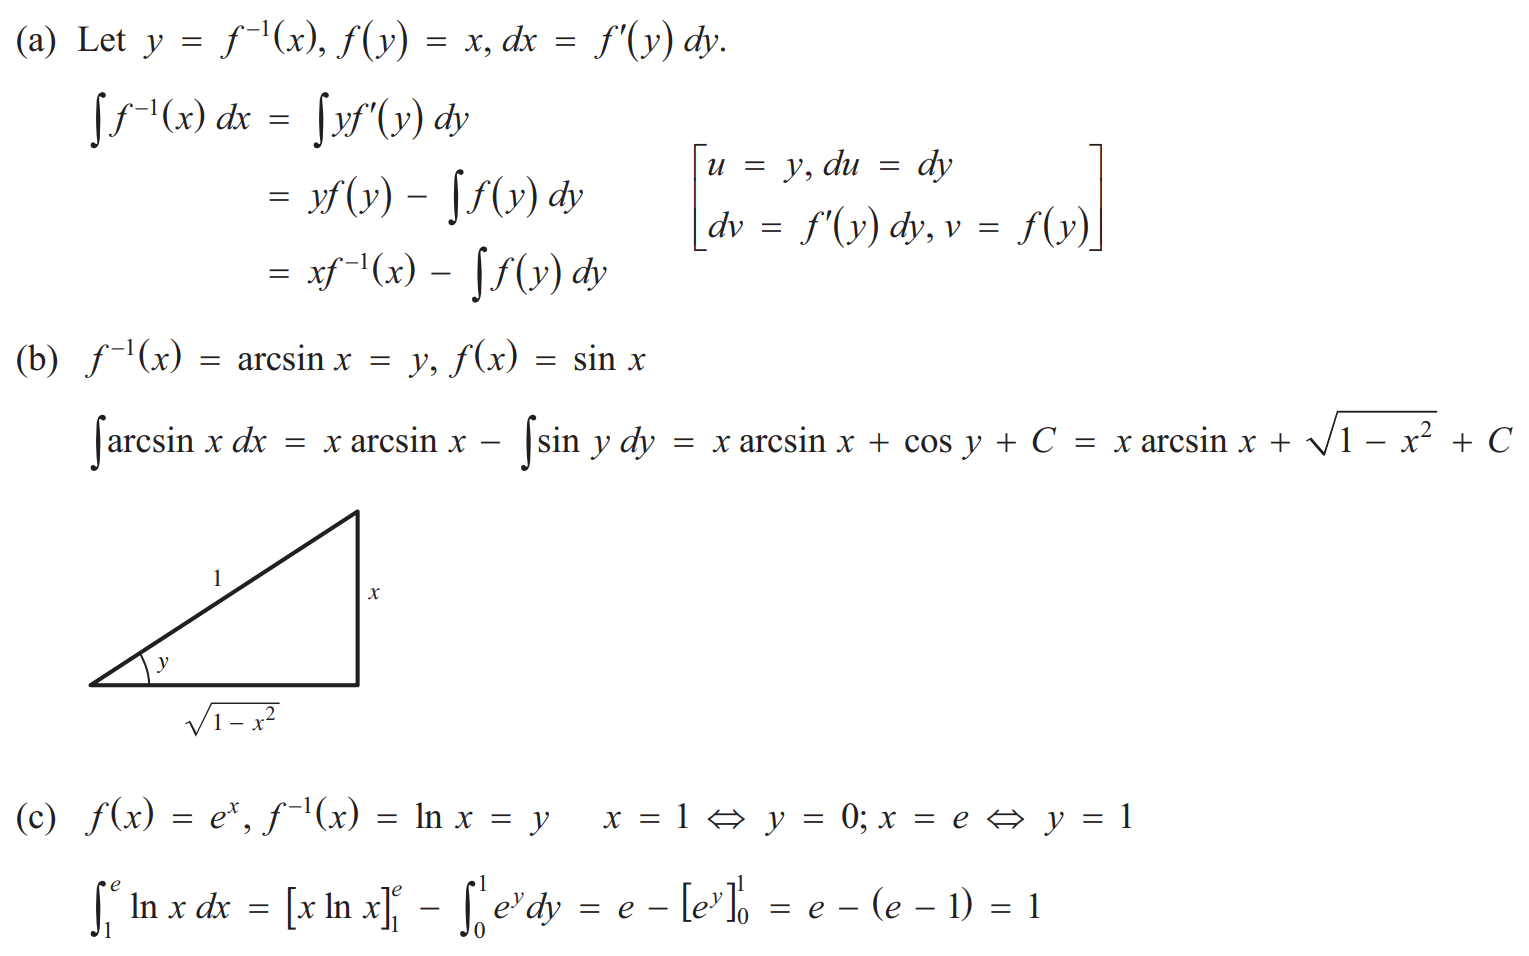 (a) Let y = f⁻¹(x), f(y) = x, dx = f′(y) dy.
∫f⁻¹(x) dx = ∫yf′(y) dy
= yf(y) − ∫f(y) dy
[u = y, du = dy
dv = f′(y) dy, v = f(y)]
= xf⁻¹(x) − ∫f(y) dy
(b) f⁻¹(x) = arcsin x = y, f(x) = sin x
∫arcsin x dx = x arcsin x − ∫sin y dy = x arcsin x + cos y + C = x arcsin x + √(1 − x²) + C
1
x
y
√(1 − x²)
(c) f(x) = eˣ, f⁻¹(x) = ln x = y x = 1 ⇔ y = 0; x = e ⇔ y = 1
∫₁ᵉ ln x dx = [x ln x]₁ᵉ − ∫₀¹ eʸ dy = e − [eʸ]₀¹ = e − (e − 1) = 1